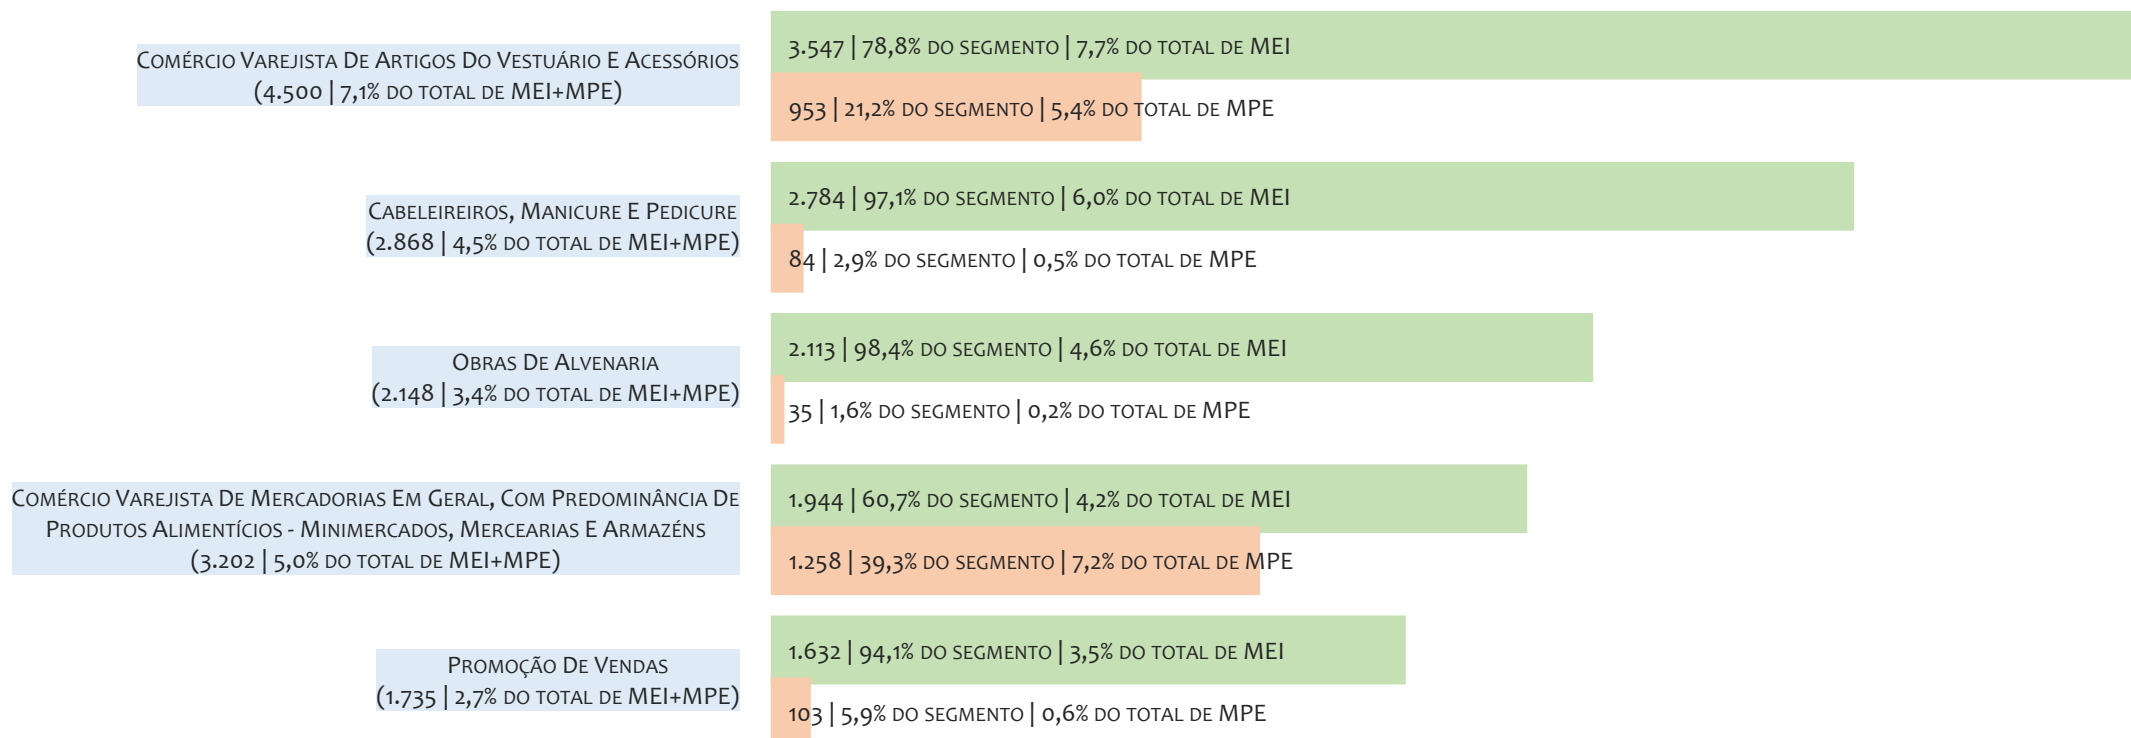 Comércio Varejista De Artigos Do Vestuário E Acessórios
(4.500 | 7,1% do total de MEI+MPE)
3.547 | 78,8% do segmento | 7,7% do total de MEI
953 | 21,2% do segmento | 5,4% do total de MPE
Cabeleireiros, Manicure E Pedicure
(2.868 | 4,5% do total de MEI+MPE)
2.784 | 97,1% do segmento | 6,0% do total de MEI
84 | 2,9% do segmento | 0,5% do total de MPE
Obras De Alvenaria
(2.148 | 3,4% do total de MEI+MPE)
2.113 | 98,4% do segmento | 4,6% do total de MEI
35 | 1,6% do segmento | 0,2% do total de MPE
Comércio Varejista De Mercadorias Em Geral, Com Predominância De
Produtos Alimentícios - Minimercados, Mercearias E Armazéns
(3.202 | 5,0% do total de MEI+MPE)
1.944 | 60,7% do segmento | 4,2% do total de MEI
1.258 | 39,3% do segmento | 7,2% do total de MPE
Promoção De Vendas
(1.735 | 2,7% do total de MEI+MPE)
1.632 | 94,1% do segmento | 3,5% do total de MEI
103 | 5,9% do segmento | 0,6% do total de MPE